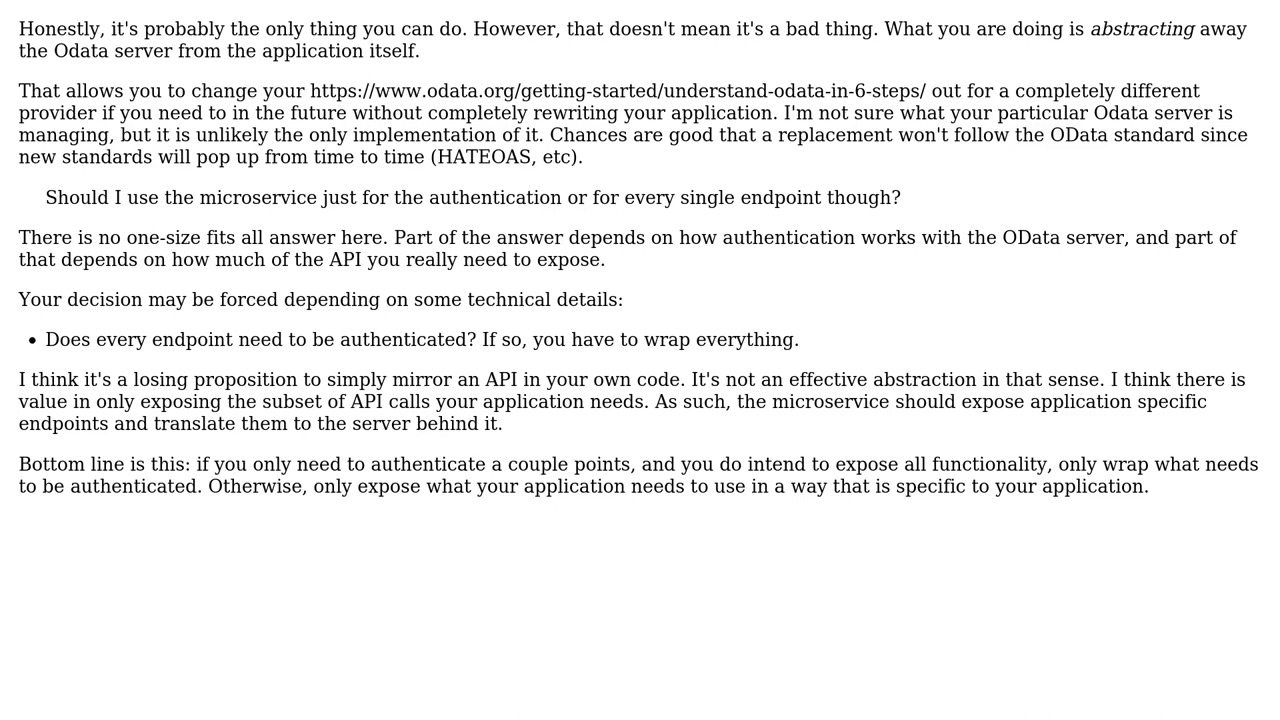 Honestly, it's probably the only thing you can do. However, that doesn't mean it's a bad thing. What you are doing is abstracting away
the Odata server from the application itself.
That allows you to change your https://www.odata.org/getting-started/understand-odata-in-6-steps/ out for a completely different
provider if you need to in the future without completely rewriting your application. I'm not sure what your particular Odata server is
managing, but it is unlikely the only implementation of it. Chances are good that a replacement won't follow the OData standard since
new standards will pop up from time to time (HATEOAS, etc).
Should I use the microservice just for the authentication or for every single endpoint though?
There is no one-size fits all answer here. Part of the answer depends on how authentication works with the OData server, and part of
that depends on how much of the API you really need to expose.
Your decision may be forced depending on some technical details:
• Does every endpoint need to be authenticated? If so, you have to wrap everything.
I think it's a losing proposition to simply mirror an API in your own code. It's not an effective abstraction in that sense. I think there is
value in only exposing the subset of API calls your application needs. As such, the microservice should expose application specific
endpoints and translate them to the server behind it.
Bottom line is this: if you only need to authenticate a couple points, and you do intend to expose all functionality, only wrap what needs
to be authenticated. Otherwise, only expose what your application needs to use in a way that is specific to your application.